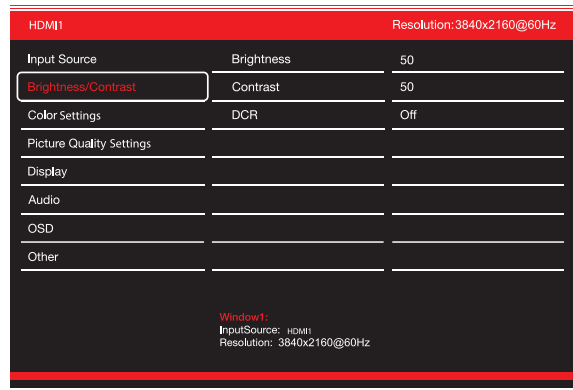 HDMI1 Resolution:3840x2160@60Hz
Input Source Brightness 50
Brightness/Contrast Contrast 50
Color Settings DCR Off
Picture Quality Settings
Display
Audio
OSD
Other
Window1:
InputSource: HDMI1
Resolution: 3840x2160@60Hz